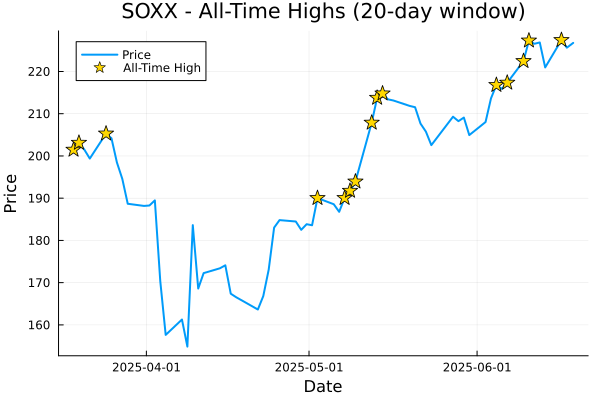 SOXX - All-Time Highs (20-day window)
Price
All-Time High
220
210
200
190
180
170
160
Price
2025-04-01
2025-05-01
2025-06-01
Date